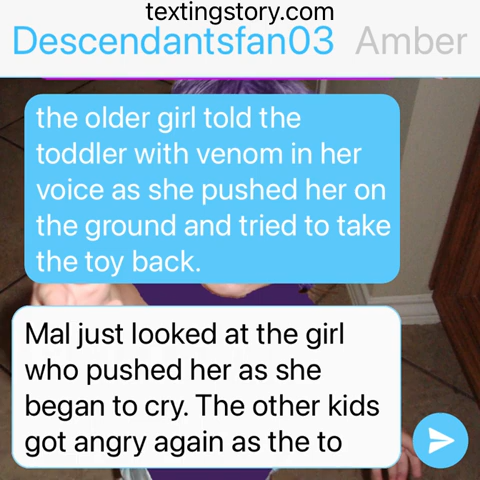 textingstory.com
Descendantsfan03 Amber
the older girl told the
toddler with venom in her
voice as she pushed her on
the ground and tried to take
the toy back.
Mal just looked at the girl
who pushed her as she
began to cry. The other kids
got angry again as the to